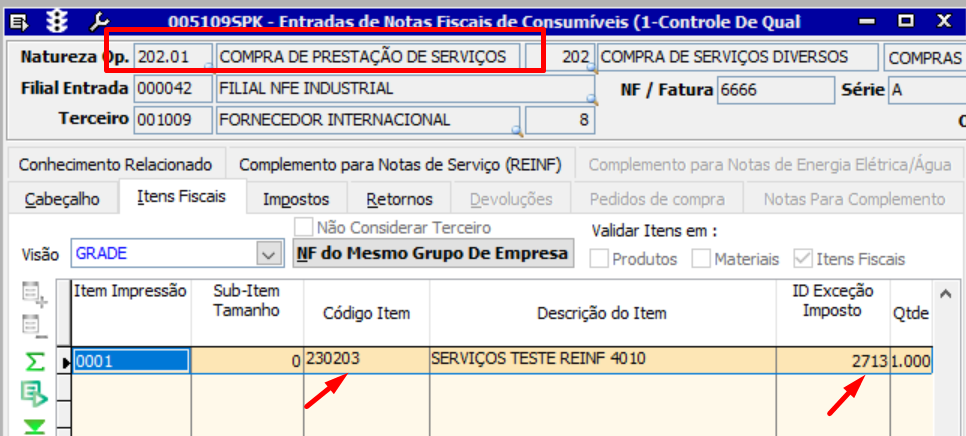 005109SPK - Entradas de Notas Fiscais de Consumíveis (1-Controle De Qual
Natureza Op. 202.01 COMPRA DE PRESTAÇÃO DE SERVIÇOS 202 COMPRA DE SERVIÇOS DIVERSOS COMPRAS
Filial Entrada 000042 FILIAL NFE INDUSTRIAL NF / Fatura 6666 Série A
Terceiro 001009 FORNECEDOR INTERNACIONAL 8
Conhecimento Relacionado Complemento para Notas de Serviço (REINF) Complemento para Notas de Energia Elétrica/Água
Cabeçalho Itens Fiscais Impostos Retornos Devoluções Pedidos de compra Notas Para Complemento
Não Considerar Terceiro Validar Itens em :
Visão GRADE NF do Mesmo Grupo De Empresa Produtos Materiais Itens Fiscais
Item Impressão Sub-Item Tamanho Código Item Descrição do Item ID Exceção Imposto Qtde
0001 0 230203 SERVIÇOS TESTE REINF 4010 2713 1.000